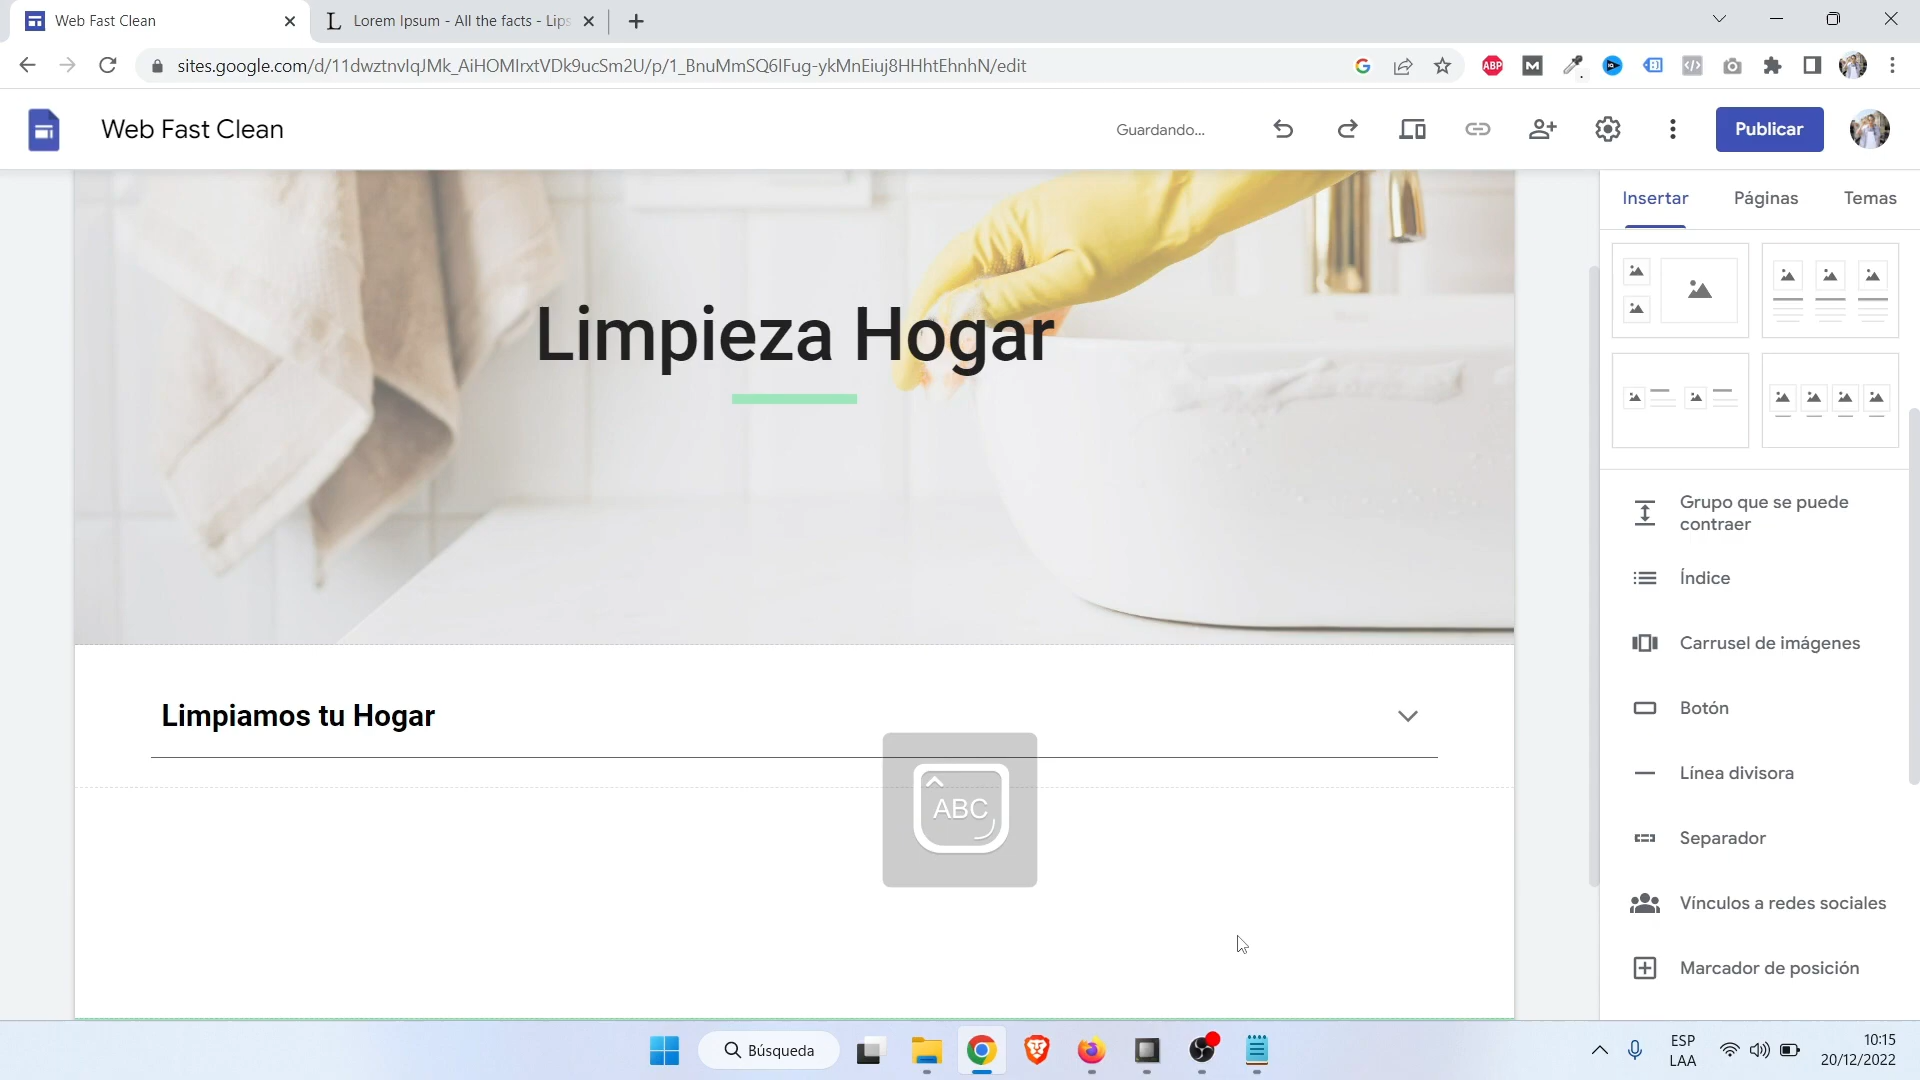 Web Fast Clean
Lorem Ipsum - All the facts - Lips
sites.google.com/d/11dwztnvIqJMk_AiHOMIrxtVDk9ucSm2U/p/1_BnuMmSQ6IFug-ykMnEiuj8HHhtEhnhN/edit
ABP
Web Fast Clean
Guardando...
Publicar
Insertar
Páginas
Temas
Limpieza Hogar
Grupo que se puede
contraer
Índice
Carrusel de imágenes
Botón
Limpiamos tu Hogar
ABC
Línea divisora
Separador
Vínculos a redes sociales
Marcador de posición
Búsqueda
ESP
LAA
10:15
20/12/2022